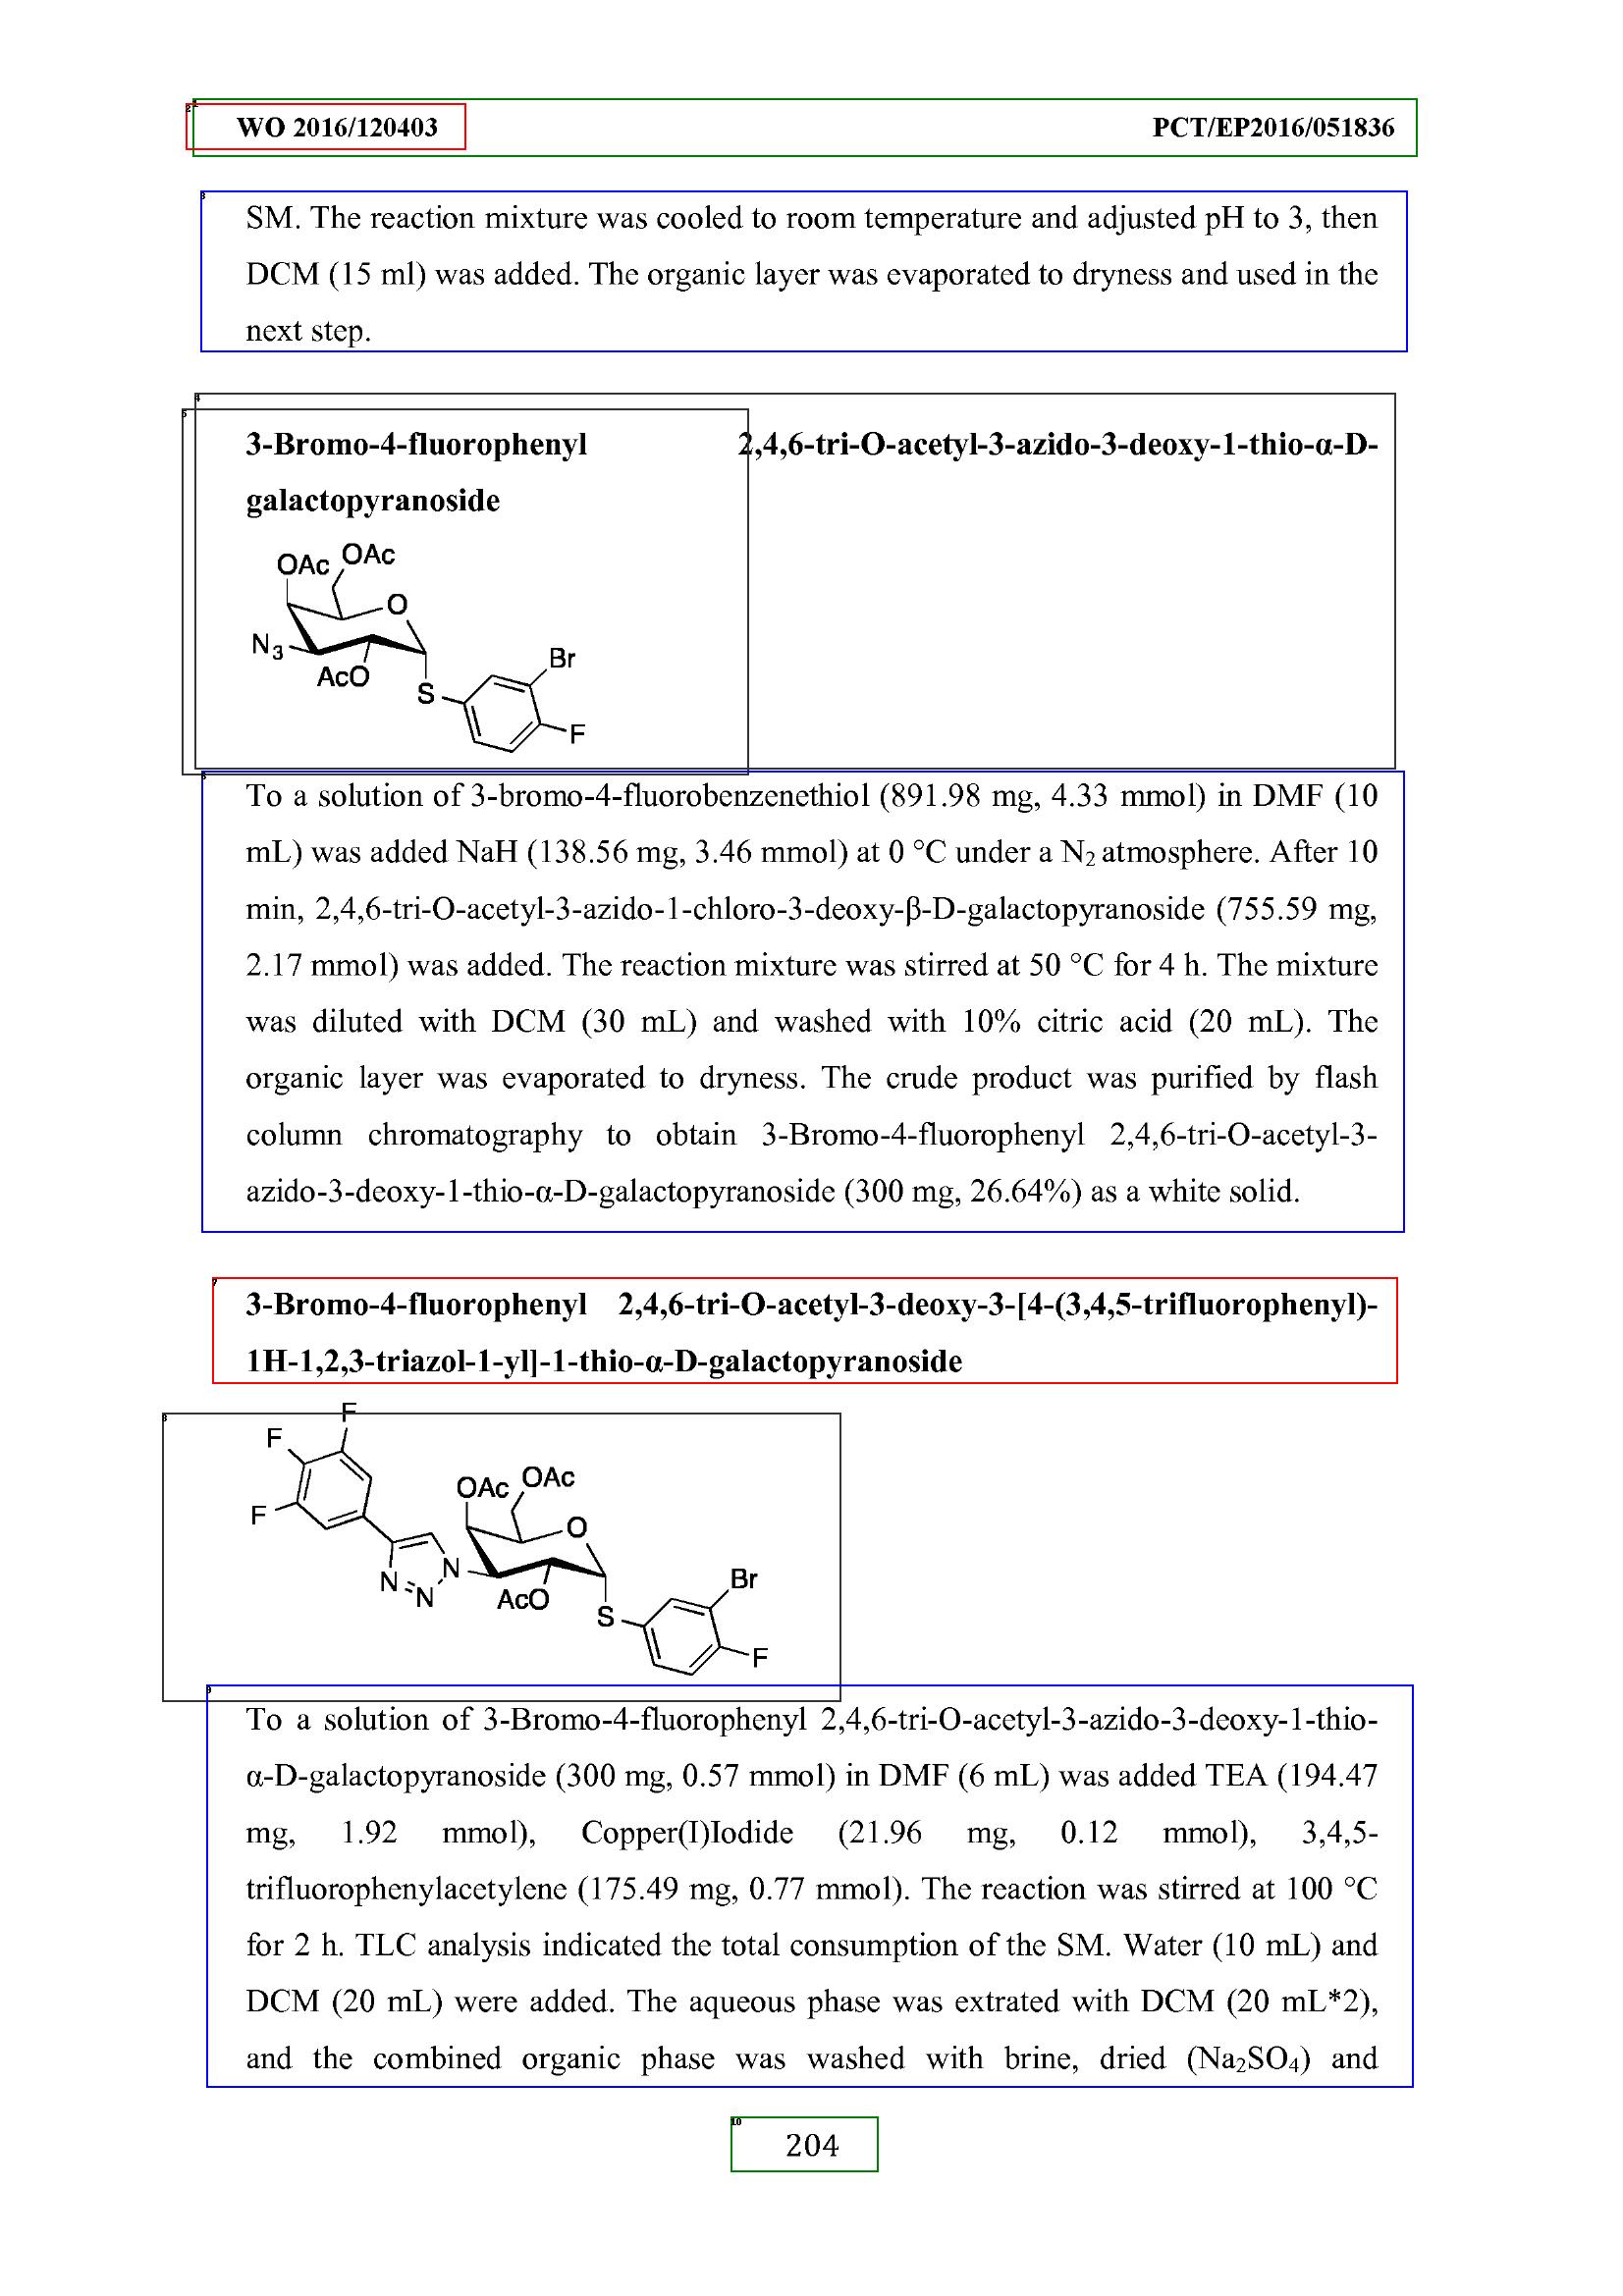 WO 2016/120403 PCT/EP2016/051836
SM. The reaction mixture was cooled to room temperature and adjusted pH to 3, then
DCM (15 ml) was added. The organic layer was evaporated to dryness and used in the
next step.
3-Bromo-4-fluorophenyl 2,4,6-tri-O-acetyl-3-azido-3-deoxy-1-thio-α-D-
galactopyranoside
OAc OAc
O
N3
AcO
Br
S
F
To a solution of 3-bromo-4-fluorobenzenethiol (891.98 mg, 4.33 mmol) in DMF (10
mL) was added NaH (138.56 mg, 3.46 mmol) at 0 °C under a N₂ atmosphere. After 10
min, 2,4,6-tri-O-acetyl-3-azido-1-chloro-3-deoxy-β-D-galactopyranoside (755.59 mg,
2.17 mmol) was added. The reaction mixture was stirred at 50 °C for 4 h. The mixture
was diluted with DCM (30 mL) and washed with 10% citric acid (20 mL). The
organic layer was evaporated to dryness. The crude product was purified by flash
column chromatography to obtain 3-Bromo-4-fluorophenyl 2,4,6-tri-O-acetyl-3-
azido-3-deoxy-1-thio-α-D-galactopyranoside (300 mg, 26.64%) as a white solid.
3-Bromo-4-fluorophenyl 2,4,6-tri-O-acetyl-3-deoxy-3-[4-(3,4,5-trifluorophenyl)-
1H-1,2,3-triazol-1-yl]-1-thio-α-D-galactopyranoside
F
F
OAc OAc
F
O
N
N N
AcO
Br
S
F
To a solution of 3-Bromo-4-fluorophenyl 2,4,6-tri-O-acetyl-3-azido-3-deoxy-1-thio-
α-D-galactopyranoside (300 mg, 0.57 mmol) in DMF (6 mL) was added TEA (194.47
mg, 1.92 mmol), Copper(I)Iodide (21.96 mg, 0.12 mmol), 3,4,5-
trifluorophenylacetylene (175.49 mg, 0.77 mmol). The reaction was stirred at 100 °C
for 2 h. TLC analysis indicated the total consumption of the SM. Water (10 mL) and
DCM (20 mL) were added. The aqueous phase was extrated with DCM (20 mL*2),
and the combined organic phase was washed with brine, dried (Na₂SO₄) and
10
204